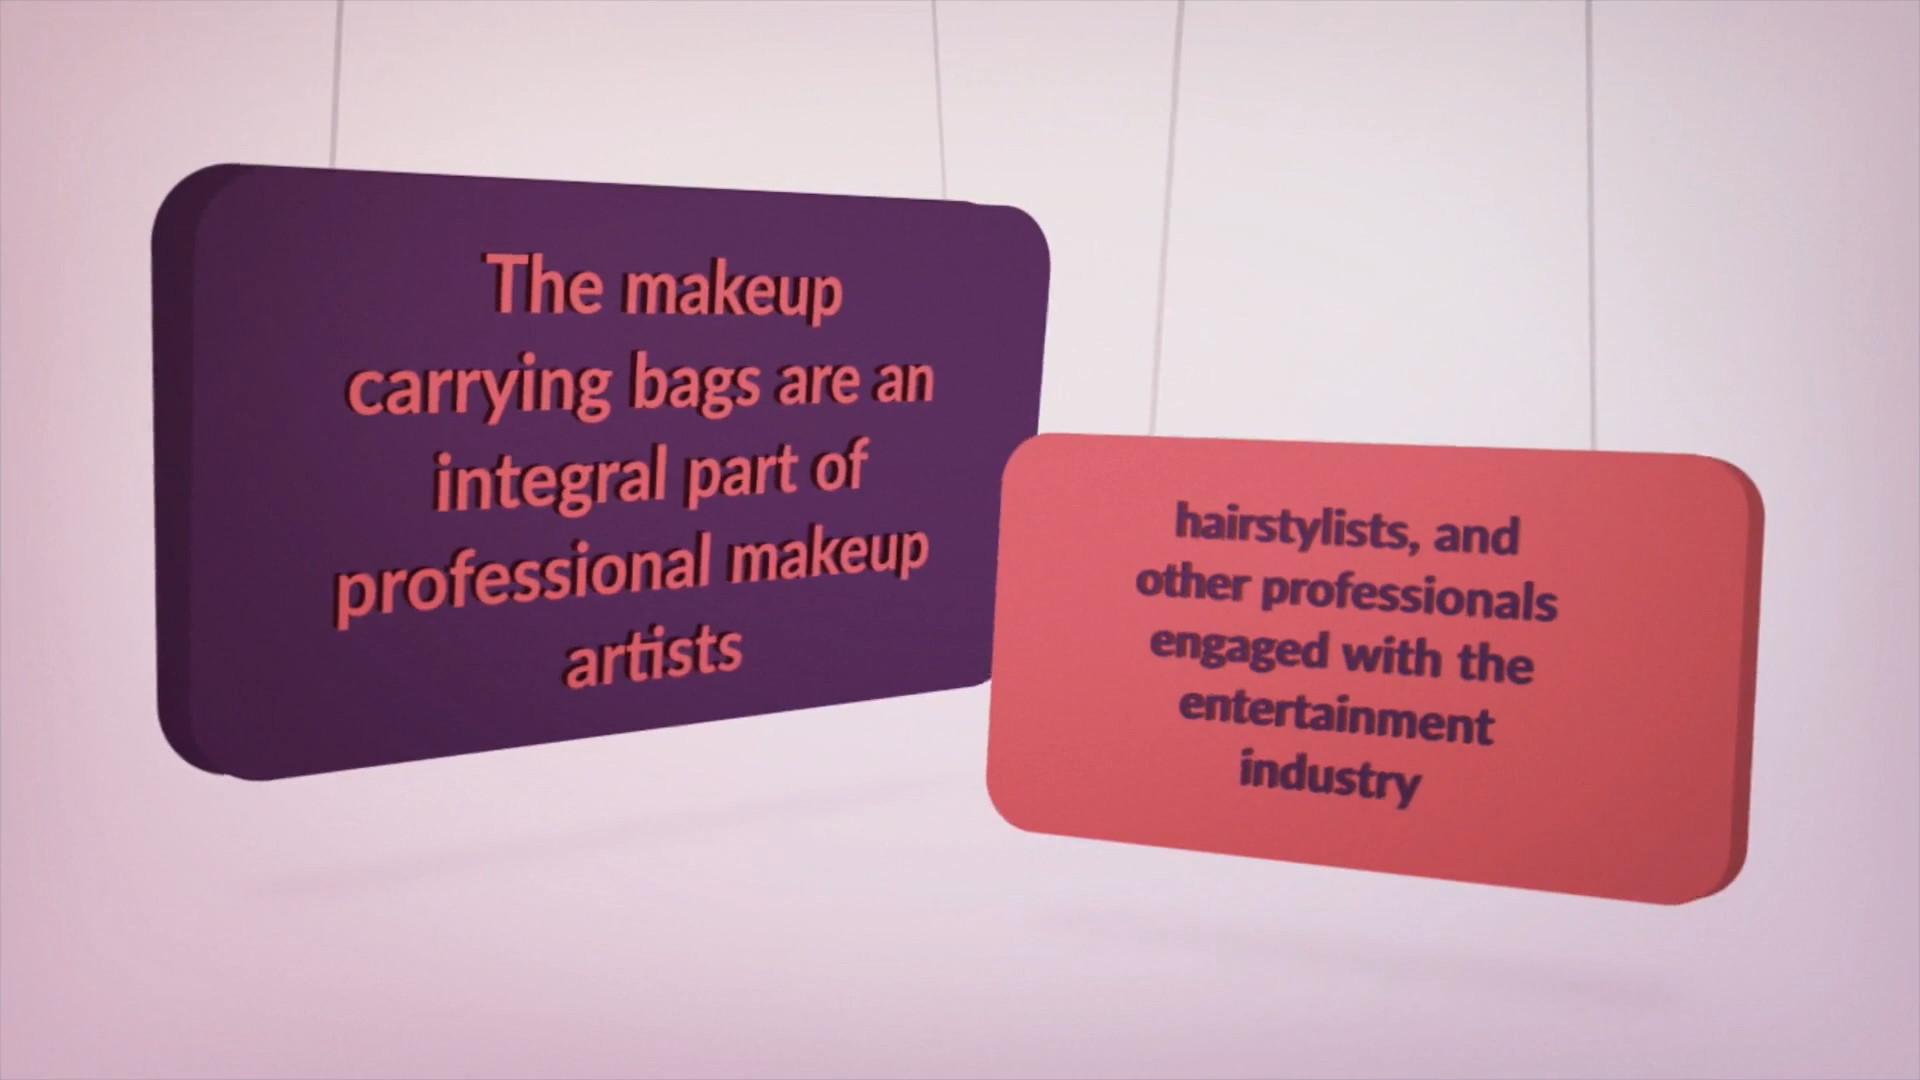 The makeup
carrying bags are an
integral part of
professional makeup
artists
hairstylists, and
other professionals
engaged with the
entertainment
industry